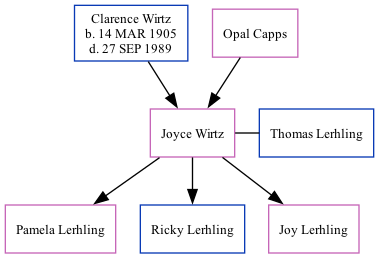 Clarence Wirtz
b. 14 MAR 1905
d. 27 SEP 1989
Opal Capps
Joyce Wirtz
Thomas Lerhling
Pamela Lerhling
Ricky Lerhling
Joy Lerhling